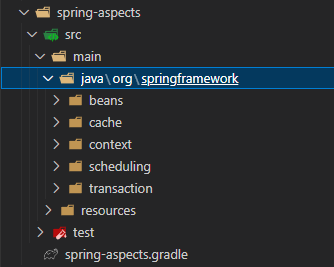 spring-aspects
src
main
java\org\springframework
beans
cache
context
scheduling
transaction
resources
test
spring-aspects.gradle